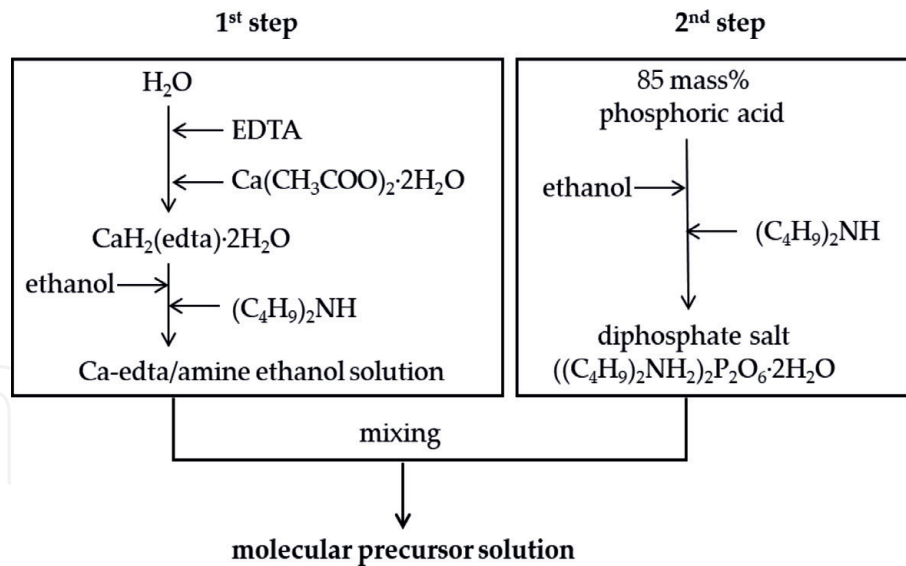 1st step
H₂O
EDTA
Ca(CH₃COO)₂·2H₂O
CaH₂(edta)·2H₂O
ethanol
(C₄H₉)₂NH
Ca-edta/amine ethanol solution
2nd step
85 mass%
phosphoric acid
ethanol
(C₄H₉)₂NH
diphosphate salt
((C₄H₉)₂NH₂)₂P₂O₆·2H₂O
mixing
molecular precursor solution